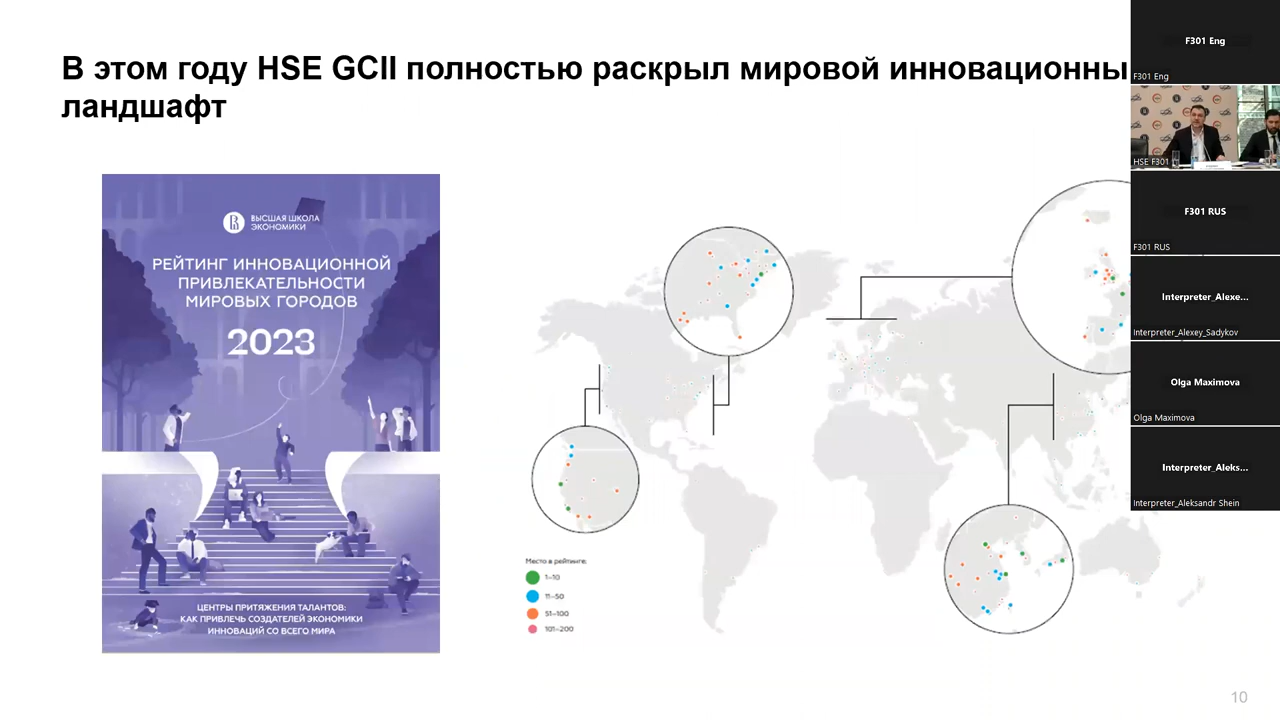 В этом году HSE GCII полностью раскрыл мировой инновационны
ландшафт
ВЫСШАЯ ШКОЛА
ЭКОНОМИКИ
РЕЙТИНГ ИННОВАЦИОННОЙ
ПРИВЛЕКАТЕЛЬНОСТИ
МИРОВЫХ ГОРОДОВ
2023
ЦЕНТРЫ ПРИТЯЖЕНИЯ ТАЛАНТОВ:
КАК ПРИВЛЕЧЬ СОЗДАТЕЛЕЙ ЭКОНОМИКИ
ИННОВАЦИЙ СО ВСЕГО МИРА
Место в рейтинге:
1–10
11–50
51–100
101–200
10
F301 Eng
F301 Eng
HSE F301
F301 RUS
F301 RUS
Interpreter_Alexe...
Interpreter_Alexey_Sadykov
Olga Maximova
Olga Maximova
Interpreter_Aleks...
Interpreter_Aleksandr Shein